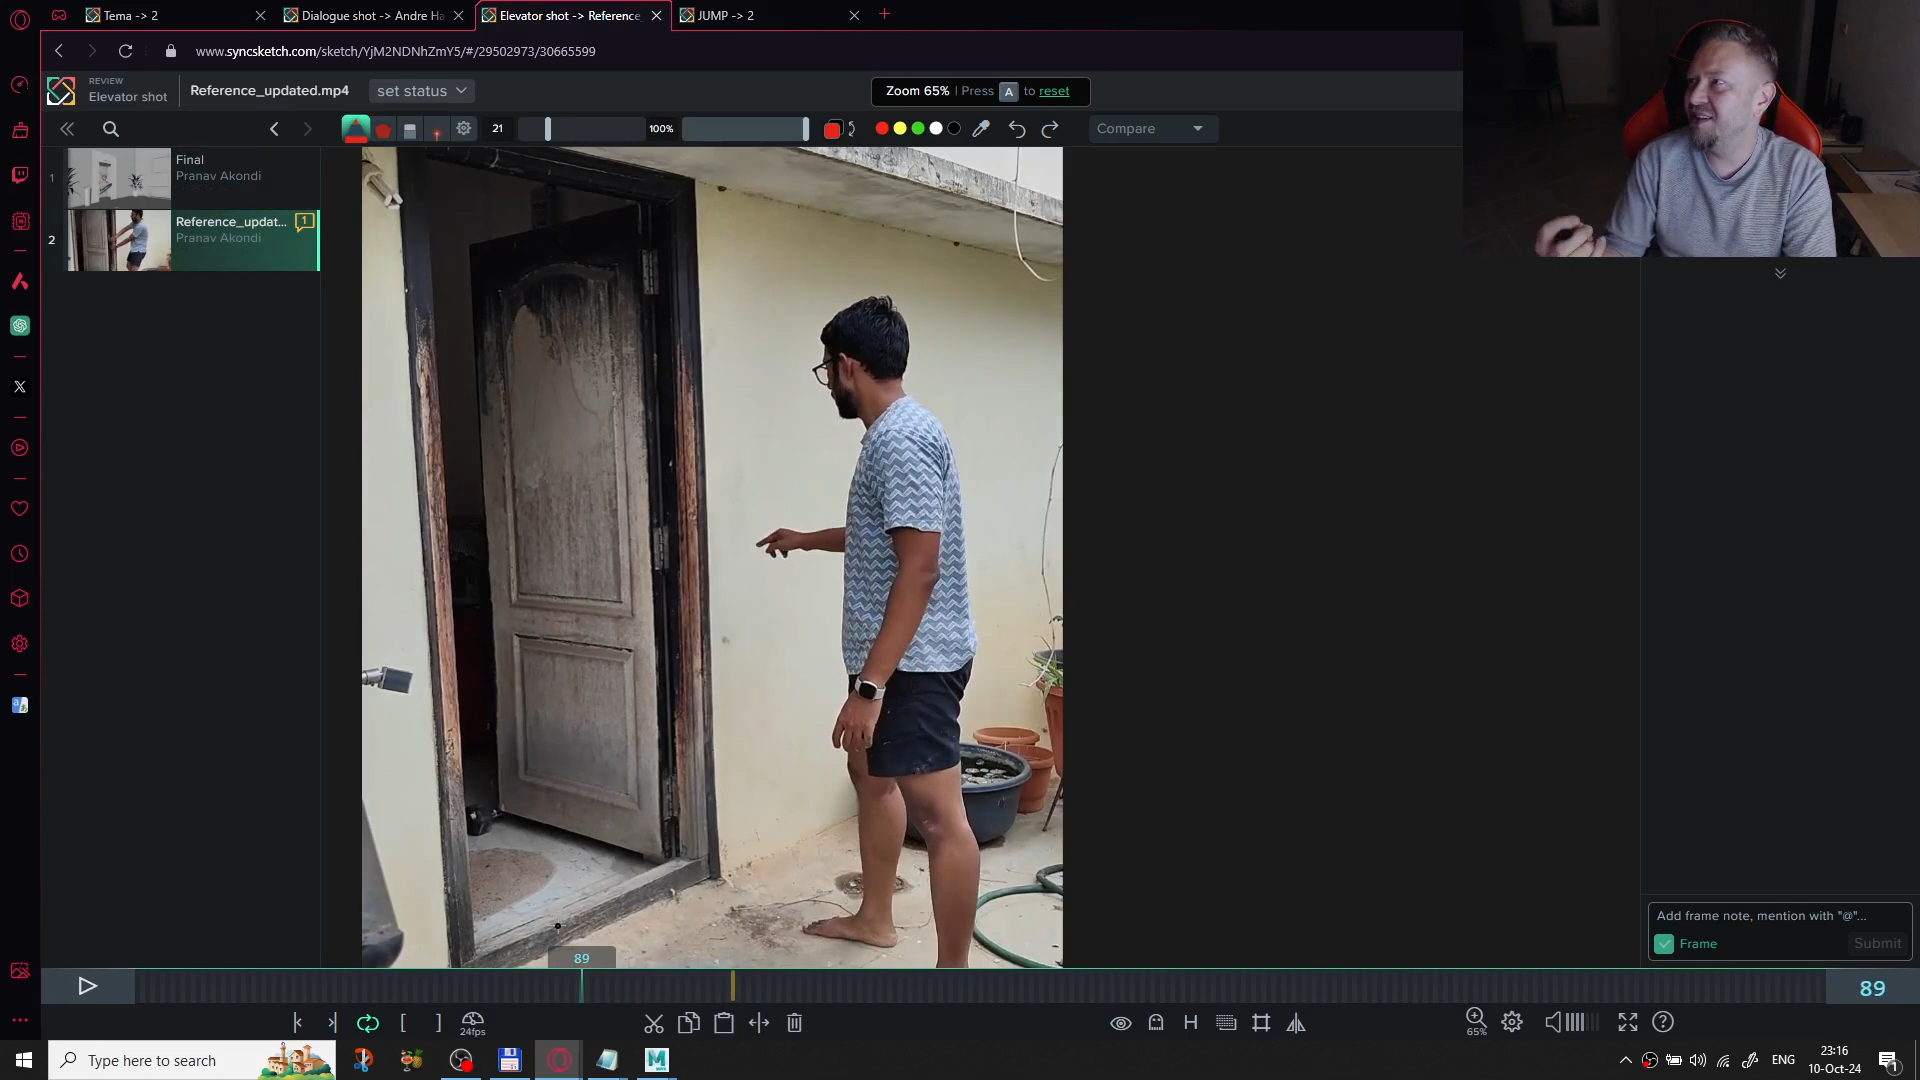 Tema -> 2
Dialogue shot -> Andre Ha
Elevator shot -> Reference_
JUMP -> 2
www.syncsketch.com/sketch/YjM2NDNhZmY5/#/29502973/30665599
REVIEW
Elevator shot
Reference_updated.mp4
set status
Zoom 65% | Press A to reset
21
100%
Compare
1
Final
Pranav Akondi
2
Reference_updat...
1
Pranav Akondi
Add frame note, mention with "@"...
Frame
Submit
89
89
24fps
H
65%
Type here to search
ENG
23:16
10-Oct-24
1